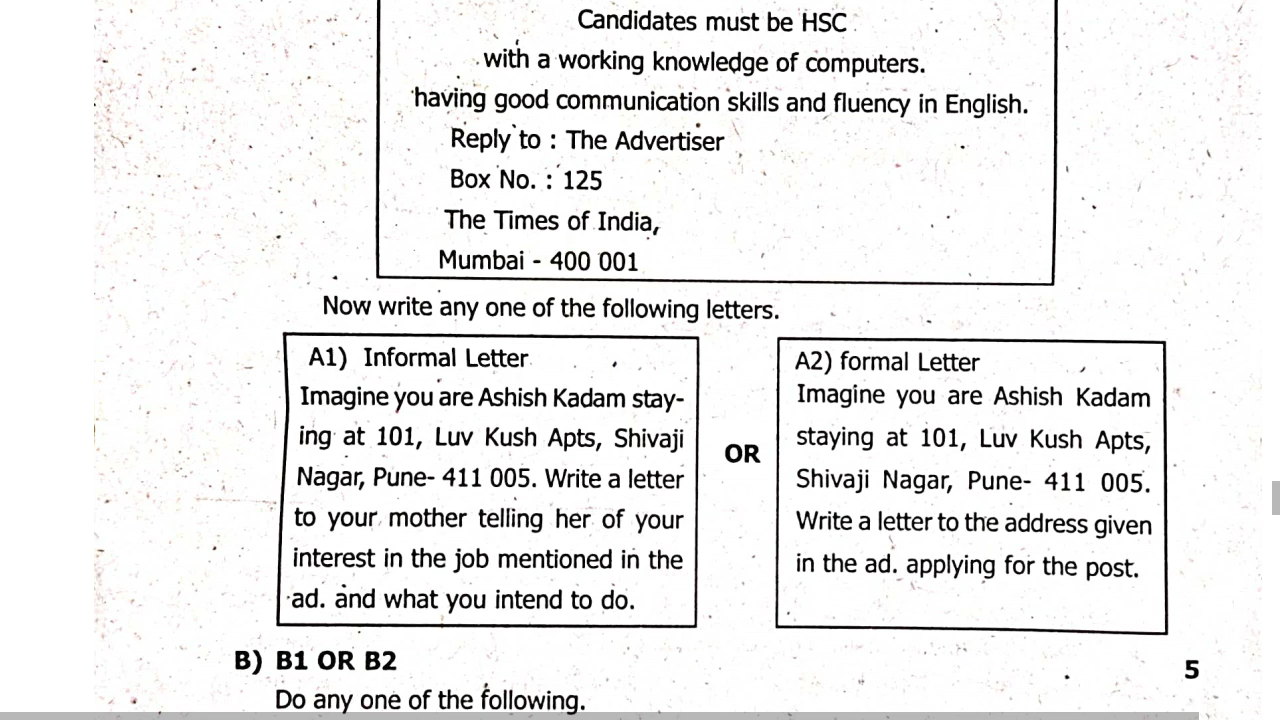 Candidates must be HSC
with a working knowledge of computers.
having good communication skills and fluency in English.
Reply to : The Advertiser
Box No. : 125
The Times of India,
Mumbai - 400 001
Now write any one of the following letters.
A1) Informal Letter
Imagine you are Ashish Kadam stay-
ing at 101, Luv Kush Apts, Shivaji
Nagar, Pune- 411 005. Write a letter
to your mother telling her of your
interest in the job mentioned in the
ad. and what you intend to do.
OR
A2) formal Letter
Imagine you are Ashish Kadam
staying at 101, Luv Kush Apts,
Shivaji Nagar, Pune- 411 005.
Write a letter to the address given
in the ad. applying for the post.
B) B1 OR B2
5
Do any one of the following.